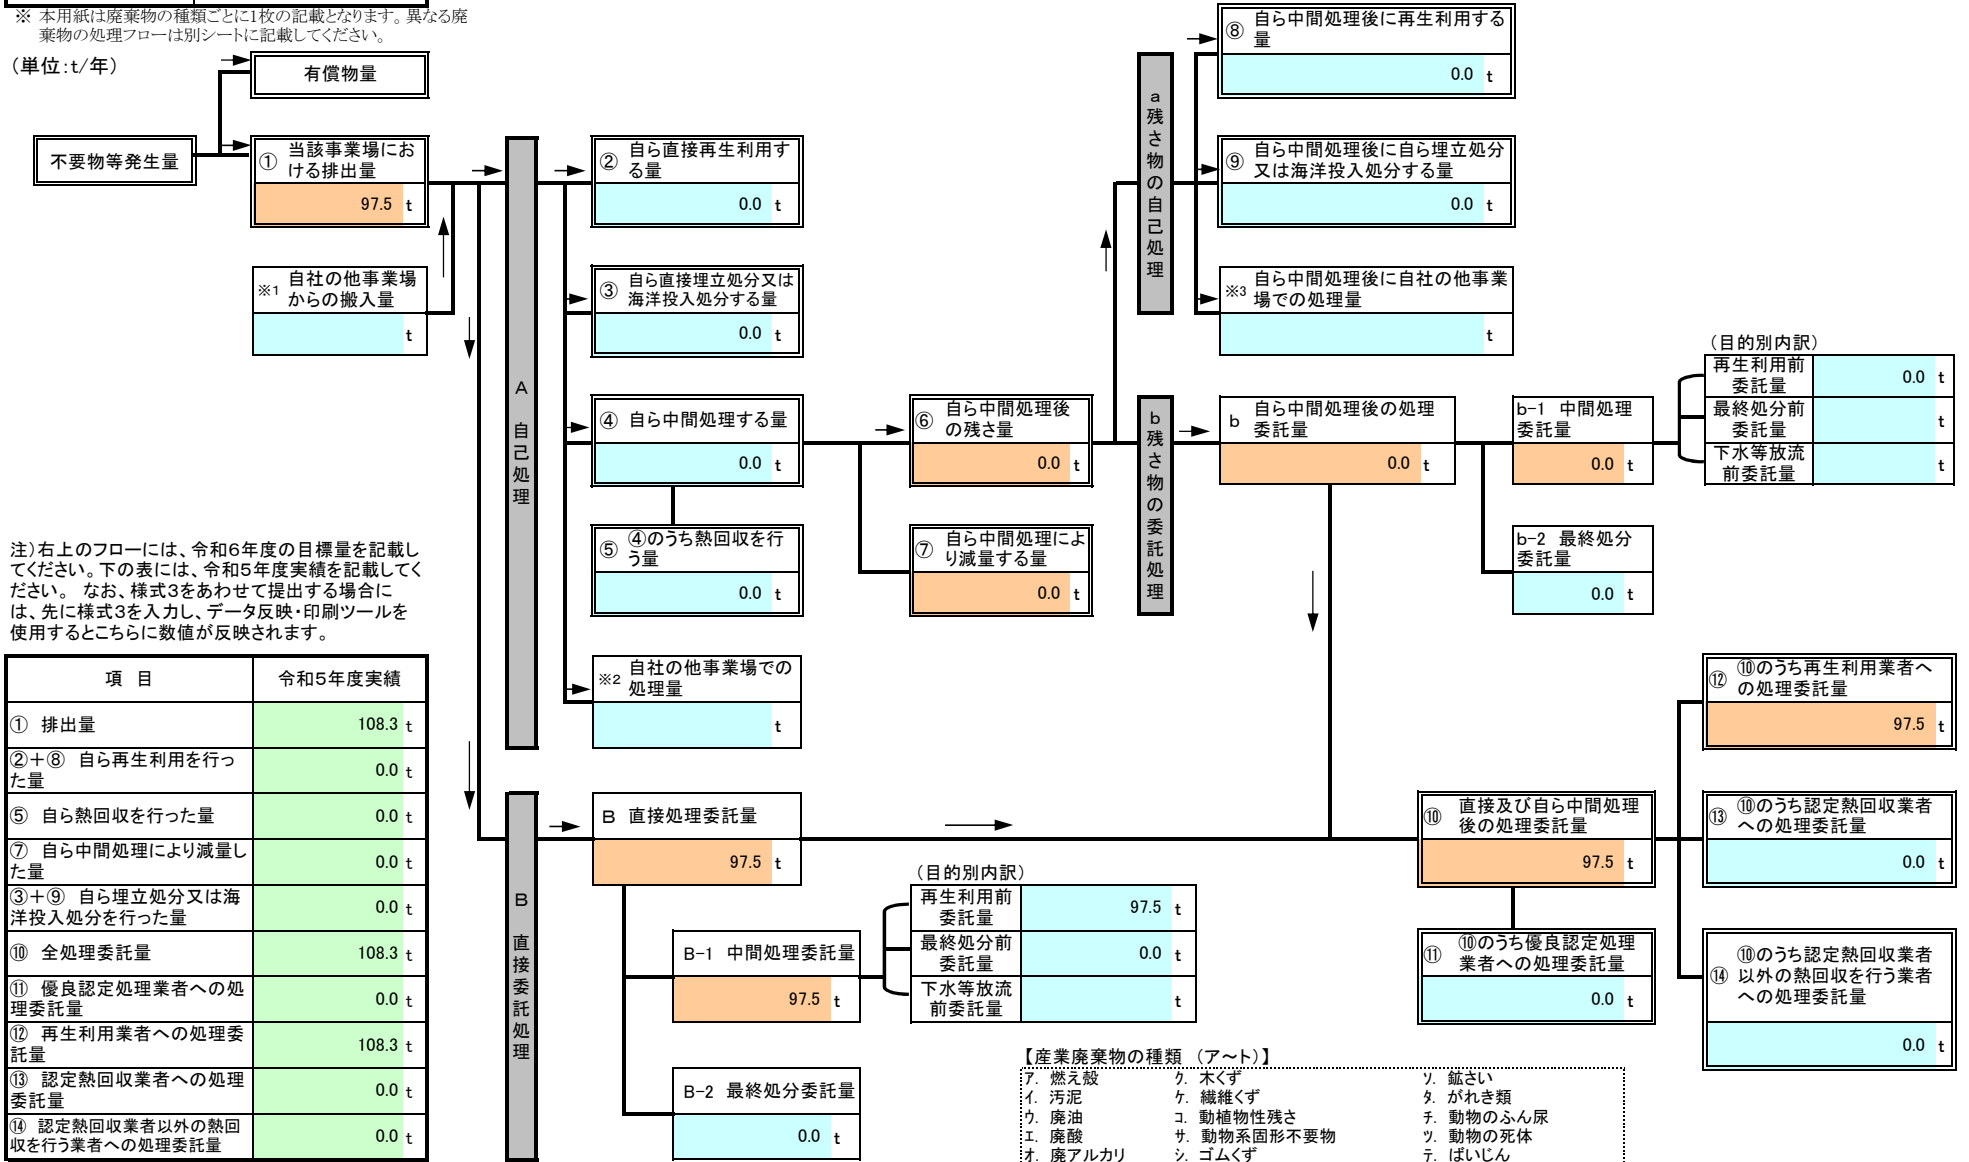 ※ 本用紙は廃棄物の種類ごとに1枚の記載となります。異なる廃
棄物の処理フローは別シートに記載してください。
（単位：t/年）
有償物量
不要物等発生量
① 当該事業場にお
ける排出量
97.5 t
※1 自社の他事業場
からの搬入量
t
A 自己処理
② 自ら直接再生利用す
る量
0.0 t
③ 自ら直接埋立処分又は
海洋投入処分する量
0.0 t
④ 自ら中間処理する量
0.0 t
⑤ ④のうち熱回収を行
う量
0.0 t
※2 自社の他事業場での
処理量
t
⑥ 自ら中間処理後
の残さ量
0.0 t
⑦ 自ら中間処理によ
り減量する量
0.0 t
a 残さ物の自己処理
⑧ 自ら中間処理後に再生利用する
量
0.0 t
⑨ 自ら中間処理後に自ら埋立処分
又は海洋投入処分する量
0.0 t
※3 自ら中間処理後に自社の他事業
場での処理量
t
b 残さ物の委託処理
b 自ら中間処理後の処理
委託量
0.0 t
b-1 中間処理
委託量
0.0 t
b-2 最終処分
委託量
0.0 t
（目的別内訳）
再生利用前
委託量
0.0 t
最終処分前
委託量
t
下水等放流
前委託量
t
注）右上のフローには、令和６年度の目標量を記載し
てください。下の表には、令和５年度実績を記載してく
ださい。 なお、様式３をあわせて提出する場合に
は、先に様式３を入力し、データ反映・印刷ツールを
使用するとこちらに数値が反映されます。
項 目 令和５年度実績
① 排出量 108.3 t
②＋⑧ 自ら再生利用を行っ
た量 0.0 t
⑤ 自ら熱回収を行った量 0.0 t
⑦ 自ら中間処理により減量し
た量 0.0 t
③＋⑨ 自ら埋立処分又は海
洋投入処分を行った量 0.0 t
⑩ 全処理委託量 108.3 t
⑪ 優良認定処理業者への処
理委託量 0.0 t
⑫ 再生利用業者への処理委
託量 108.3 t
⑬ 認定熱回収業者への処理
委託量 0.0 t
⑭ 認定熱回収業者以外の熱回
収を行う業者への処理委託量 0.0 t
B 直接委託処理
B 直接処理委託量
97.5 t
B-1 中間処理委託量
97.5 t
B-2 最終処分委託量
0.0 t
（目的別内訳）
再生利用前
委託量
97.5 t
最終処分前
委託量
0.0 t
下水等放流
前委託量
t
⑩ 直接及び自ら中間処理
後の処理委託量
97.5 t
⑪ ⑩のうち優良認定処理
業者への処理委託量
0.0 t
⑫ ⑩のうち再生利用業者へ
の処理委託量
97.5 t
⑬ ⑩のうち認定熱回収業者
への処理委託量
0.0 t
⑭ ⑩のうち認定熱回収業者
以外の熱回収を行う業者
への処理委託量
0.0 t
【産業廃棄物の種類 （ア～ト）】
ア. 燃え殻 ク. 木くず ソ. 鉱さい
イ. 汚泥 ケ. 繊維くず タ. がれき類
ウ. 廃油 コ. 動植物性残さ チ. 動物のふん尿
エ. 廃酸 サ. 動物系固形不要物 ツ. 動物の死体
オ. 廃アルカリ シ. ゴムくず テ. ばいじん